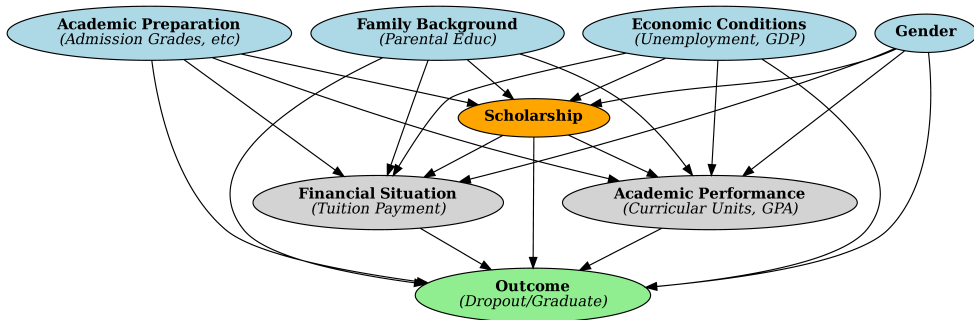 Academic Preparation
(Admission Grades, etc)
Family Background
(Parental Educ)
Economic Conditions
(Unemployment, GDP)
Gender
Scholarship
Financial Situation
(Tuition Payment)
Academic Performance
(Curricular Units, GPA)
Outcome
(Dropout/Graduate)